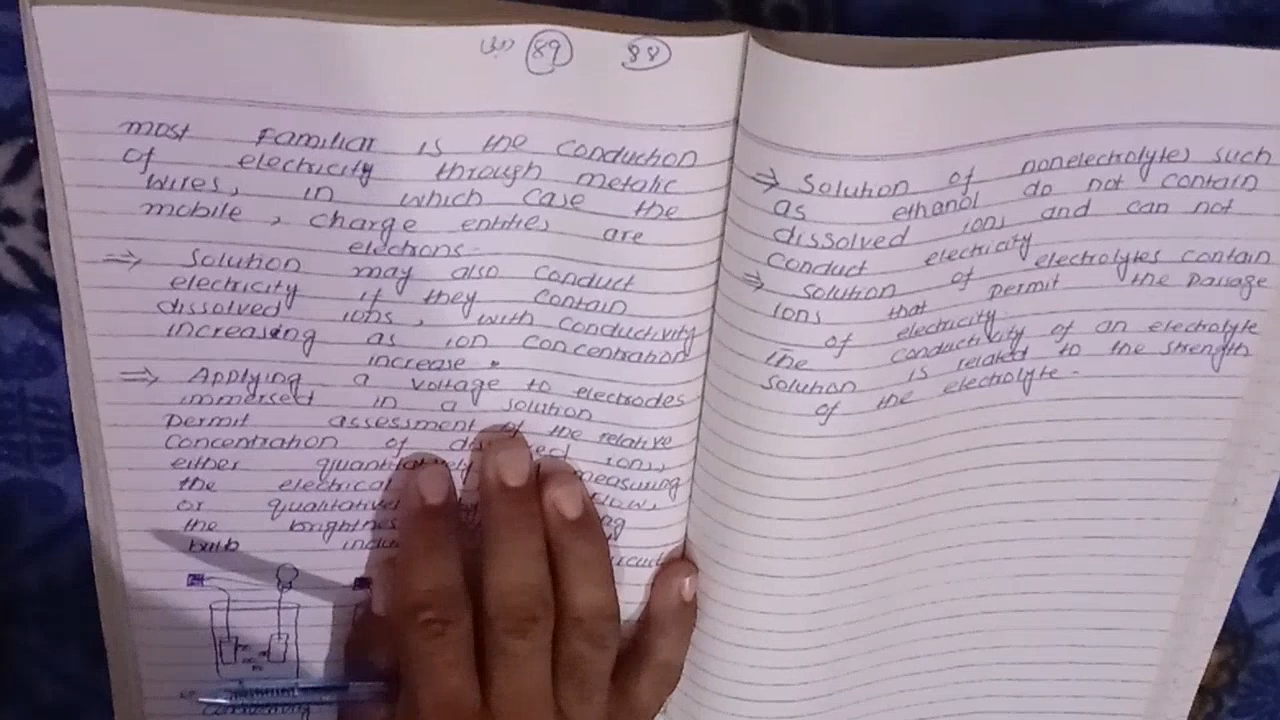 89 88
most Familiar is the conduction
of electricity through metalic
wires, in which case the
mobile, charge entities are
electrons.
⇒ Solution may also conduct
electricity if they contain
dissolved ions, with conductivity
increasing as ion concentration
increase.
⇒ Applying a voltage to electrodes
immersed in a solution
permit assessment of the relative
concentration of ions,
either measuring
the electrical flow,
or
the
bulb
⇒ Solution of nonelectrolytes such
as ethanol do not contain
dissolved ions and can not
conduct electricity
⇒ Solution of electrolytes contain
ions that permit the passage
of electricity
The conductivity of an electrolyte
solution is related to the strength
of the electrolyte.